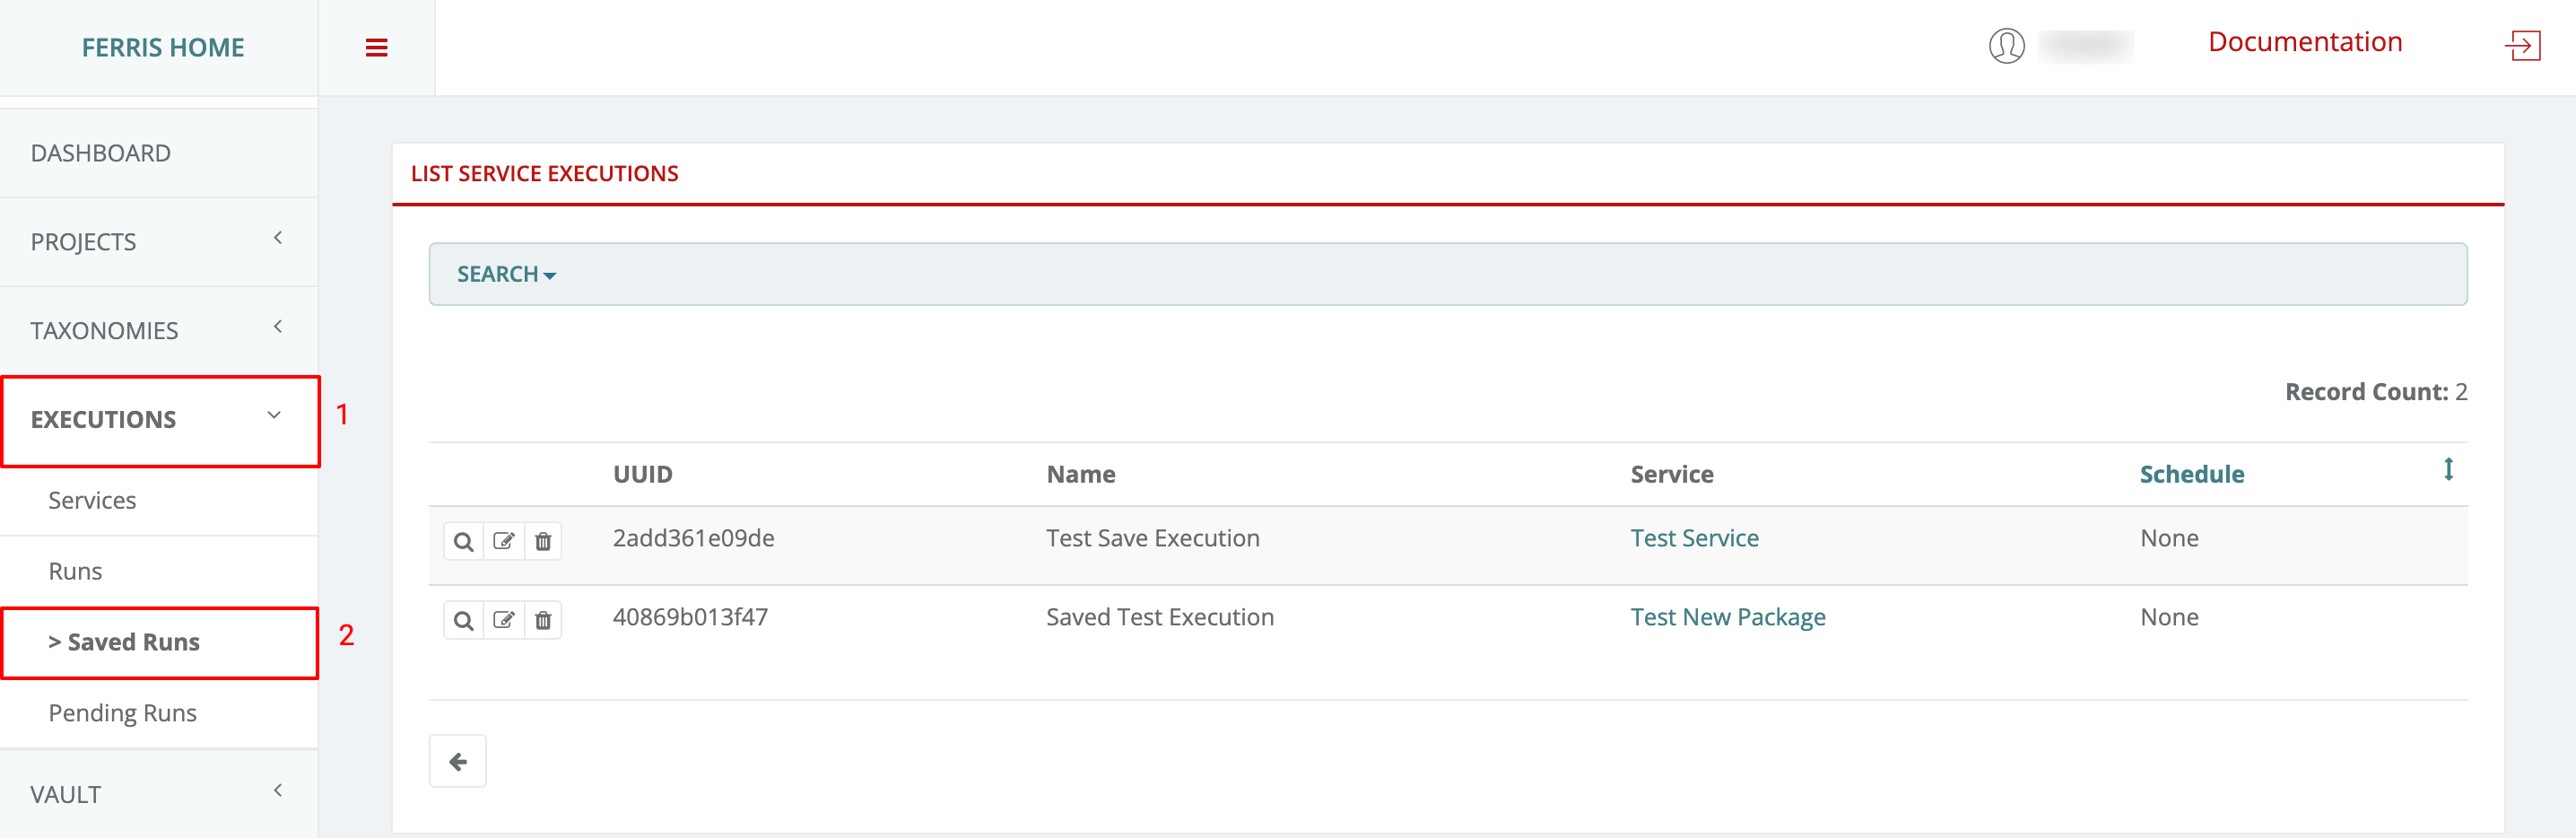 FERRIS HOME
Documentation
DASHBOARD
PROJECTS
TAXONOMIES
EXECUTIONS
1
Services
Runs
> Saved Runs
2
Pending Runs
VAULT
LIST SERVICE EXECUTIONS
SEARCH
Record Count: 2
UUID Name Service Schedule
2add361e09de Test Save Execution Test Service None
40869b013f47 Saved Test Execution Test New Package None